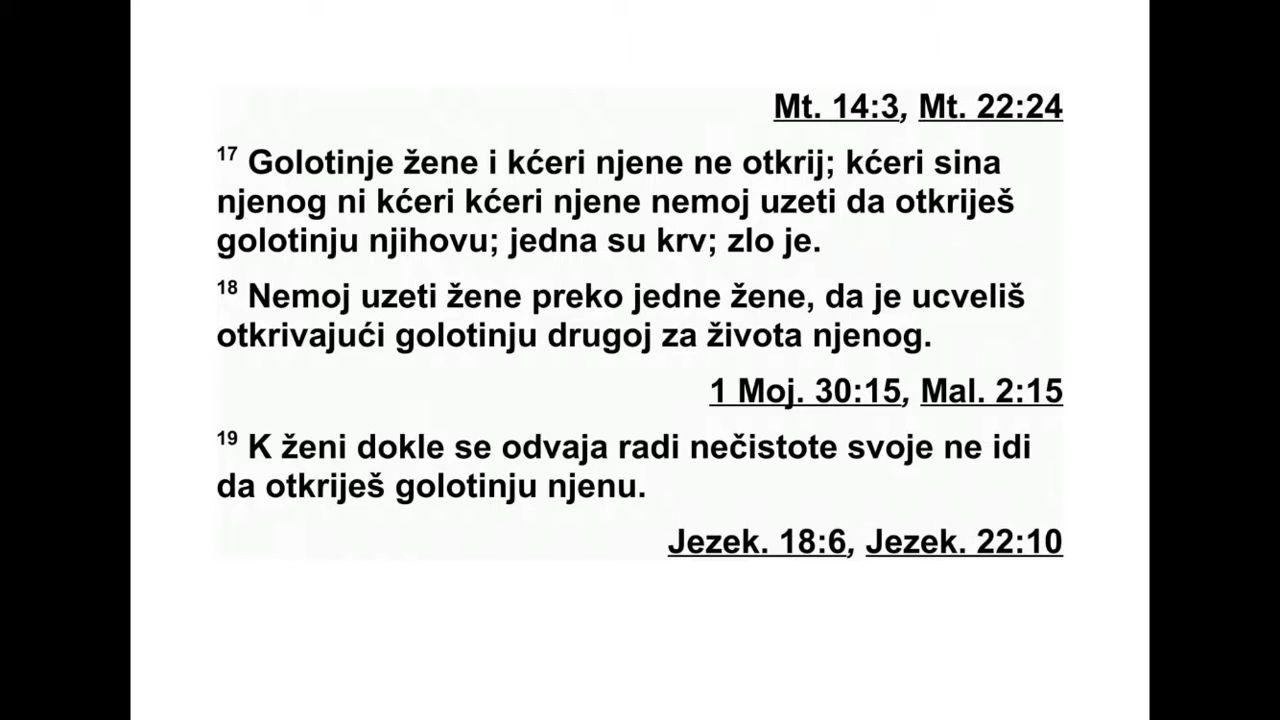 Mt. 14:3, Mt. 22:24
17 Golotinje žene i kćeri njene ne otkrij; kćeri sina
njenog ni kćeri kćeri njene nemoj uzeti da otkriješ
golotinju njihovu; jedna su krv; zlo je.
18 Nemoj uzeti žene preko jedne žene, da je ucveliš
otkrivajući golotinju drugoj za života njenog.
1 Moj. 30:15, Mal. 2:15
19 K ženi dokle se odvaja radi nečistote svoje ne idi
da otkriješ golotinju njenu.
Jezek. 18:6, Jezek. 22:10